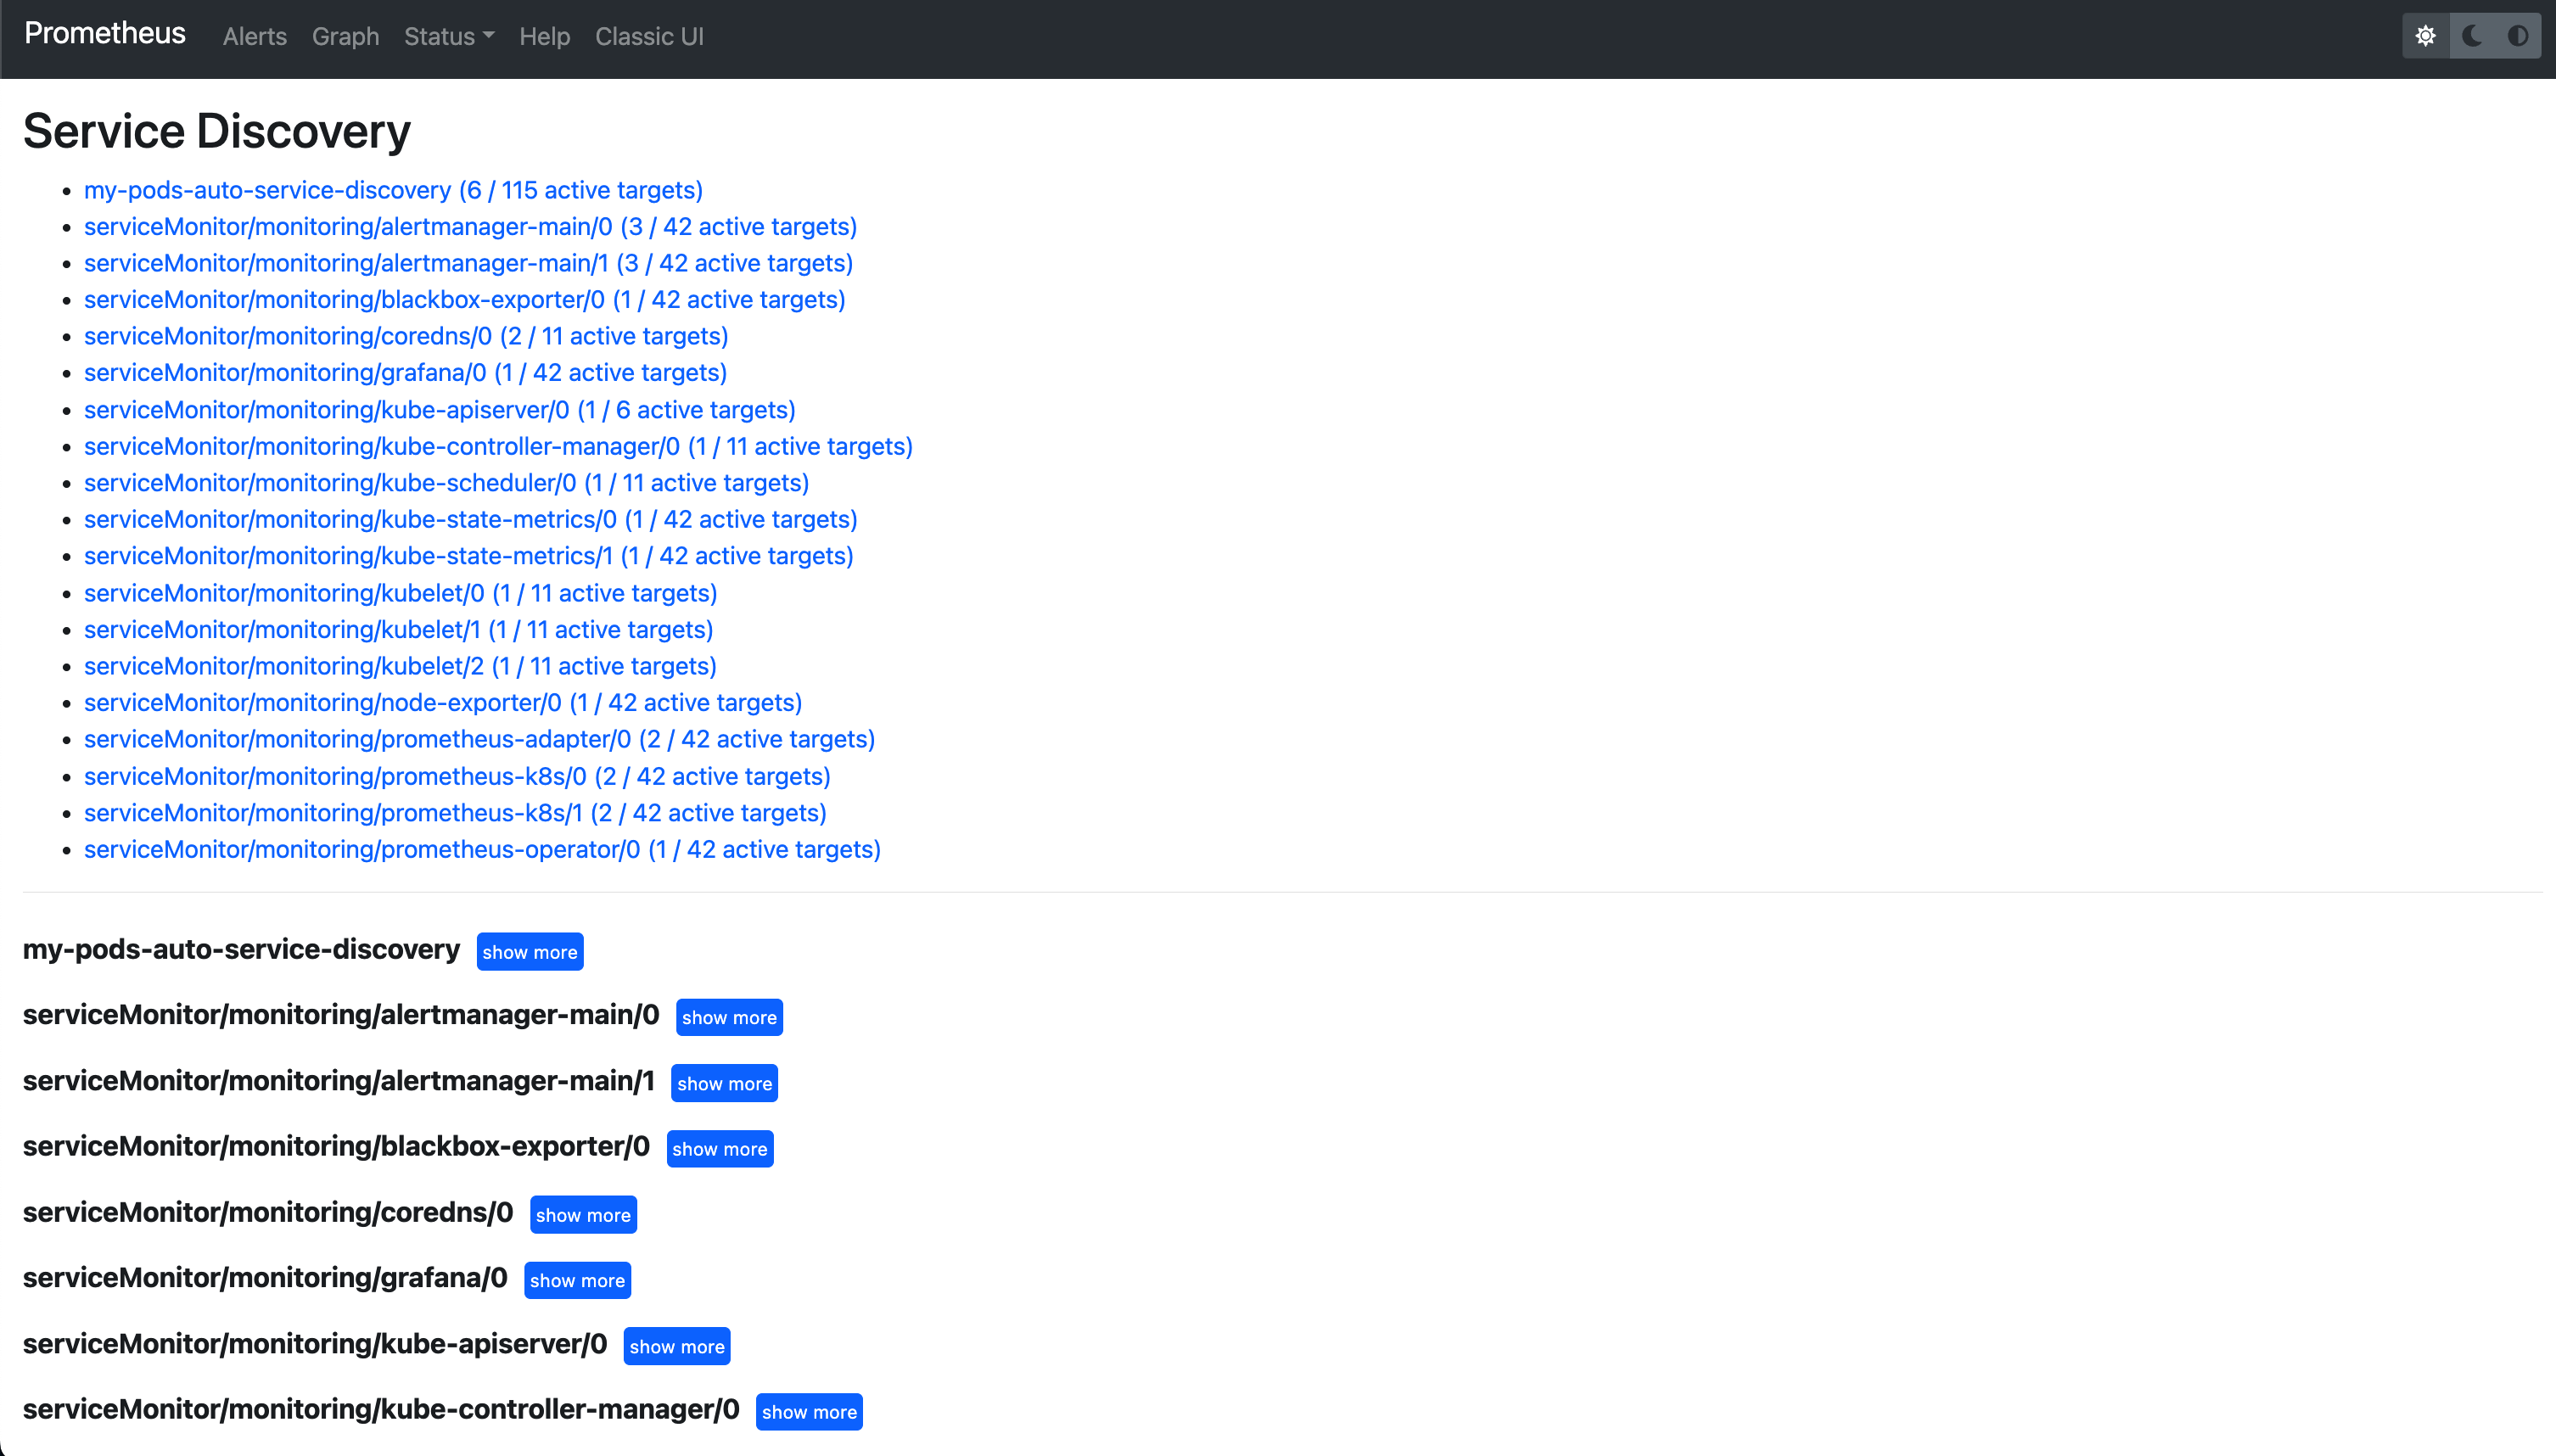 Prometheus Alerts Graph Status Help Classic UI
Service Discovery
my-pods-auto-service-discovery (6 / 115 active targets)
serviceMonitor/monitoring/alertmanager-main/0 (3 / 42 active targets)
serviceMonitor/monitoring/alertmanager-main/1 (3 / 42 active targets)
serviceMonitor/monitoring/blackbox-exporter/0 (1 / 42 active targets)
serviceMonitor/monitoring/coredns/0 (2 / 11 active targets)
serviceMonitor/monitoring/grafana/0 (1 / 42 active targets)
serviceMonitor/monitoring/kube-apiserver/0 (1 / 6 active targets)
serviceMonitor/monitoring/kube-controller-manager/0 (1 / 11 active targets)
serviceMonitor/monitoring/kube-scheduler/0 (1 / 11 active targets)
serviceMonitor/monitoring/kube-state-metrics/0 (1 / 42 active targets)
serviceMonitor/monitoring/kube-state-metrics/1 (1 / 42 active targets)
serviceMonitor/monitoring/kubelet/0 (1 / 11 active targets)
serviceMonitor/monitoring/kubelet/1 (1 / 11 active targets)
serviceMonitor/monitoring/kubelet/2 (1 / 11 active targets)
serviceMonitor/monitoring/node-exporter/0 (1 / 42 active targets)
serviceMonitor/monitoring/prometheus-adapter/0 (2 / 42 active targets)
serviceMonitor/monitoring/prometheus-k8s/0 (2 / 42 active targets)
serviceMonitor/monitoring/prometheus-k8s/1 (2 / 42 active targets)
serviceMonitor/monitoring/prometheus-operator/0 (1 / 42 active targets)
my-pods-auto-service-discovery show more
serviceMonitor/monitoring/alertmanager-main/0 show more
serviceMonitor/monitoring/alertmanager-main/1 show more
serviceMonitor/monitoring/blackbox-exporter/0 show more
serviceMonitor/monitoring/coredns/0 show more
serviceMonitor/monitoring/grafana/0 show more
serviceMonitor/monitoring/kube-apiserver/0 show more
serviceMonitor/monitoring/kube-controller-manager/0 show more